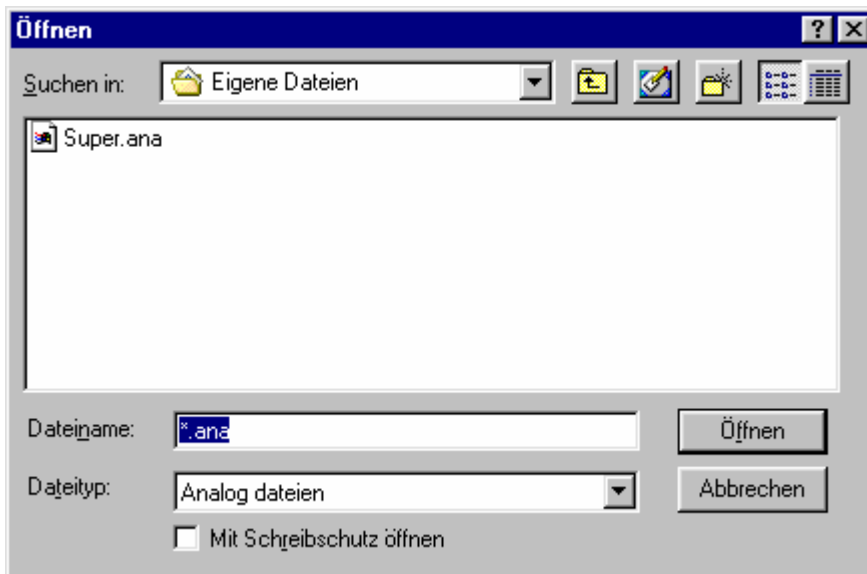 Öffnen
Suchen in: Eigene Dateien
Super.ana
Dateiname: *.ana Öffnen
Dateityp: Analog dateien Abbrechen
Mit Schreibschutz öffnen